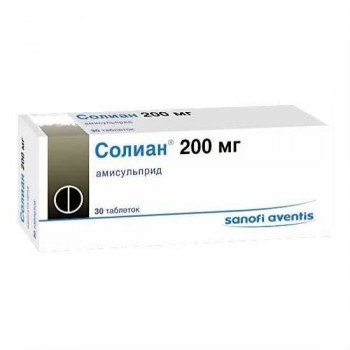 Солиан® 200 мг
30 таблеток
Солиан® 200 мг
амисульприд
30 таблеток
sanofi aventis